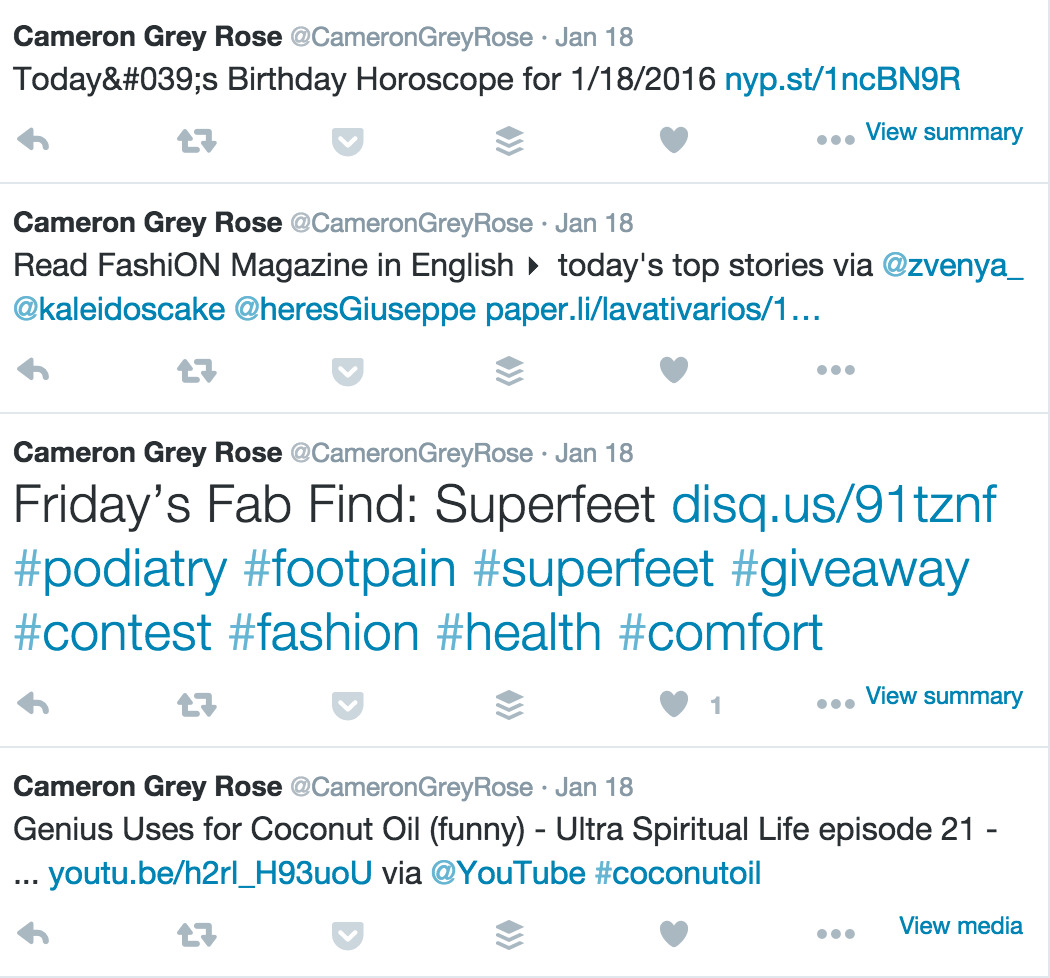 Cameron Grey Rose @CameronGreyRose · Jan 18
Today&#039;s Birthday Horoscope for 1/18/2016 nyp.st/1ncBN9R
View summary
Cameron Grey Rose @CameronGreyRose · Jan 18
Read FashiON Magazine in English ▸ today's top stories via @zvenya_
@kaleidoscake @heresGiuseppe paper.li/lavativarios/1…
Cameron Grey Rose @CameronGreyRose · Jan 18
Friday’s Fab Find: Superfeet disq.us/91tznf
#podiatry #footpain #superfeet #giveaway
#contest #fashion #health #comfort
1 View summary
Cameron Grey Rose @CameronGreyRose · Jan 18
Genius Uses for Coconut Oil (funny) - Ultra Spiritual Life episode 21 -
... youtu.be/h2rl_H93uoU via @YouTube #coconutoil
View media